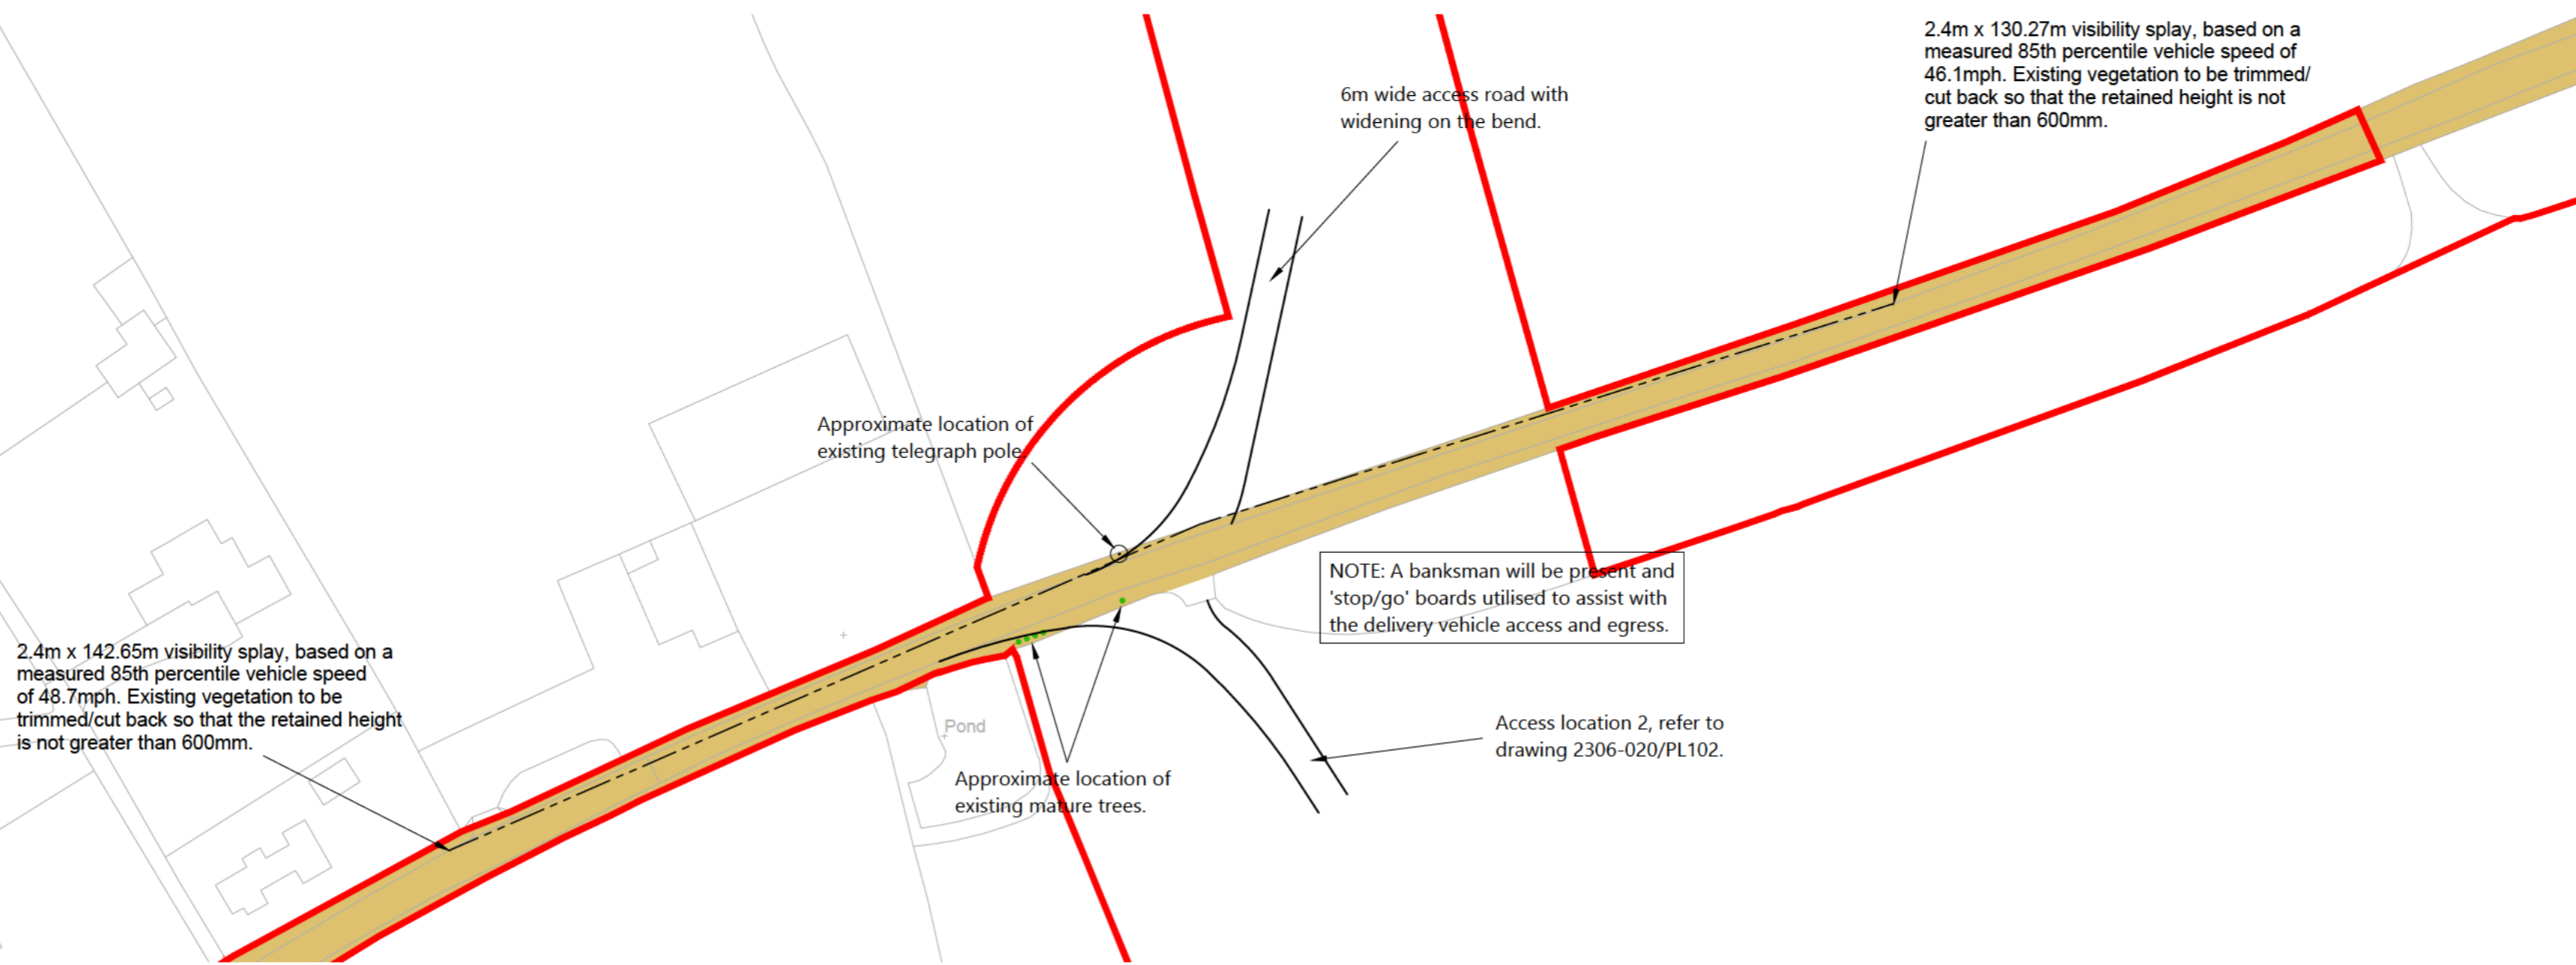 2.4m x 130.27m visibility splay, based on a
measured 85th percentile vehicle speed of
46.1mph. Existing vegetation to be trimmed/
cut back so that the retained height is not
greater than 600mm.
6m wide access road with
widening on the bend.
Approximate location of
existing telegraph pole.
NOTE: A banksman will be present and
'stop/go' boards utilised to assist with
the delivery vehicle access and egress.
2.4m x 142.65m visibility splay, based on a
measured 85th percentile vehicle speed
of 48.7mph. Existing vegetation to be
trimmed/cut back so that the retained height
is not greater than 600mm.
Pond
Access location 2, refer to
drawing 2306-020/PL102.
Approximate location of
existing mature trees.